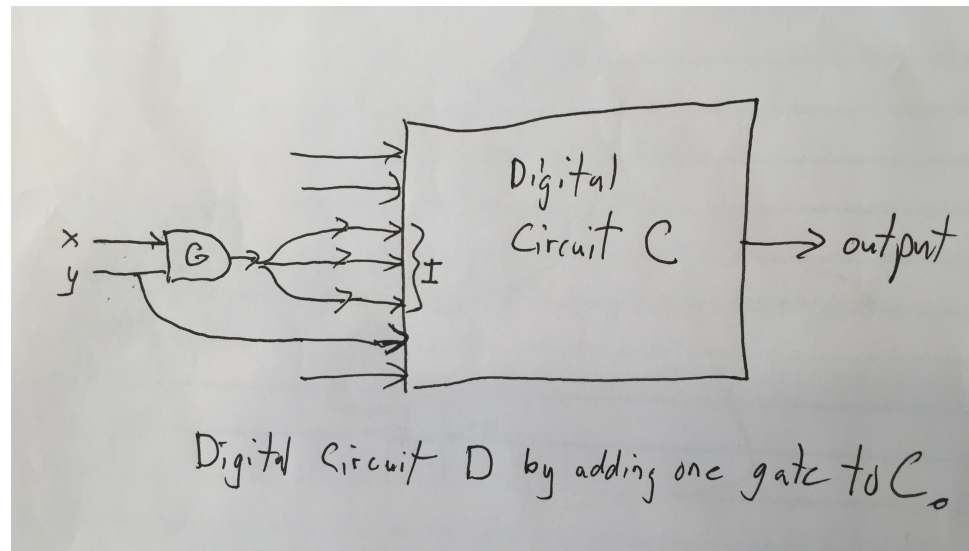 Digital
Circuit C
x
G
y
I
output
Digital Circuit D by adding one gate to C.